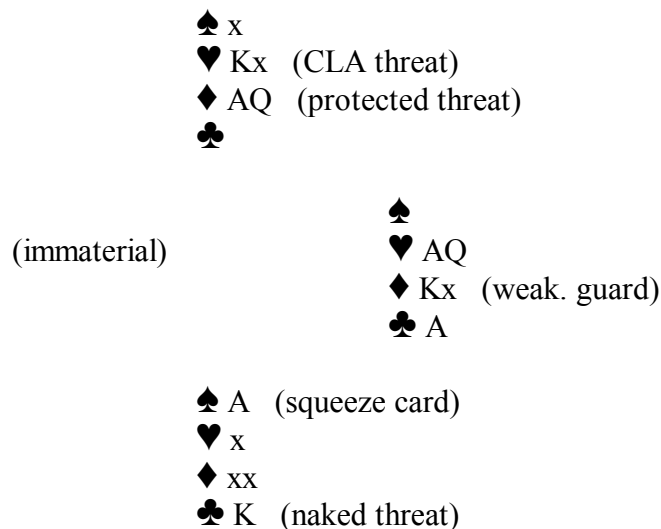 ♠ x
♥ Kx (CLA threat)
♦ AQ (protected threat)
♣
(immaterial)
♠
♥ AQ
♦ Kx (weak. guard)
♣ A
♠ A (squeeze card)
♥ x
♦ xx
♣ K (naked threat)